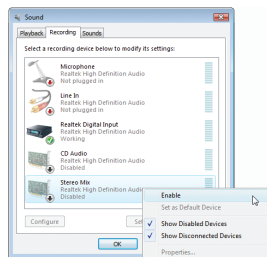 Sound
Playback Recording Sounds
Select a recording device below to modify its settings:
Microphone
Realtek High Definition Audio
Not plugged in
Line In
Realtek High Definition Audio
Not plugged in
Realtek Digital Input
Realtek High Definition Audio
Working
CD Audio
Realtek High Definition Audio
Disabled
Stereo Mix
Realtek High Definition Audio
Disabled
Enable
Set as Default Device
Show Disabled Devices
Show Disconnected Devices
Properties...
Configure
OK